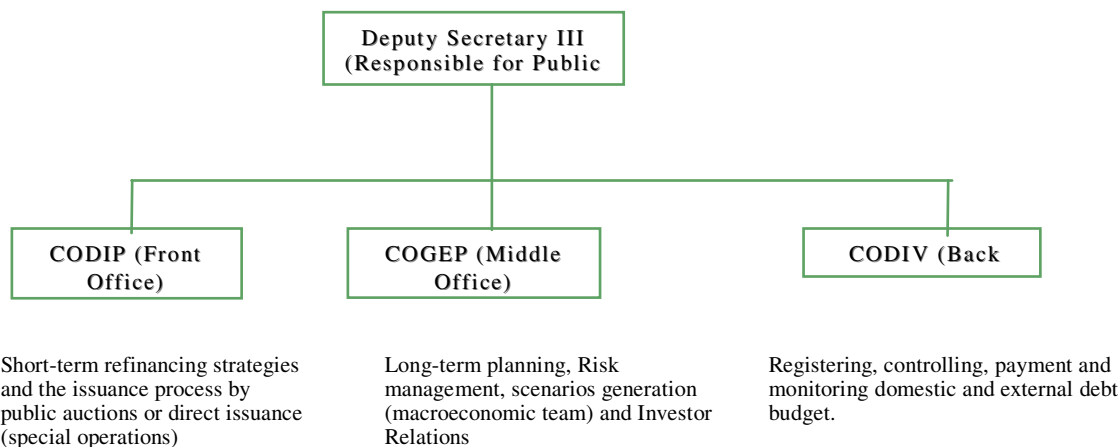 Deputy Secretary III
(Responsible for Public
CODIP (Front
Office)
COGEP (Middle
Office)
CODIV (Back
Short-term refinancing strategies
and the issuance process by
public auctions or direct issuance
(special operations)
Long-term planning, Risk
management, scenarios generation
(macroeconomic team) and Investor
Relations
Registering, controlling, payment and
monitoring domestic and external debt
budget.